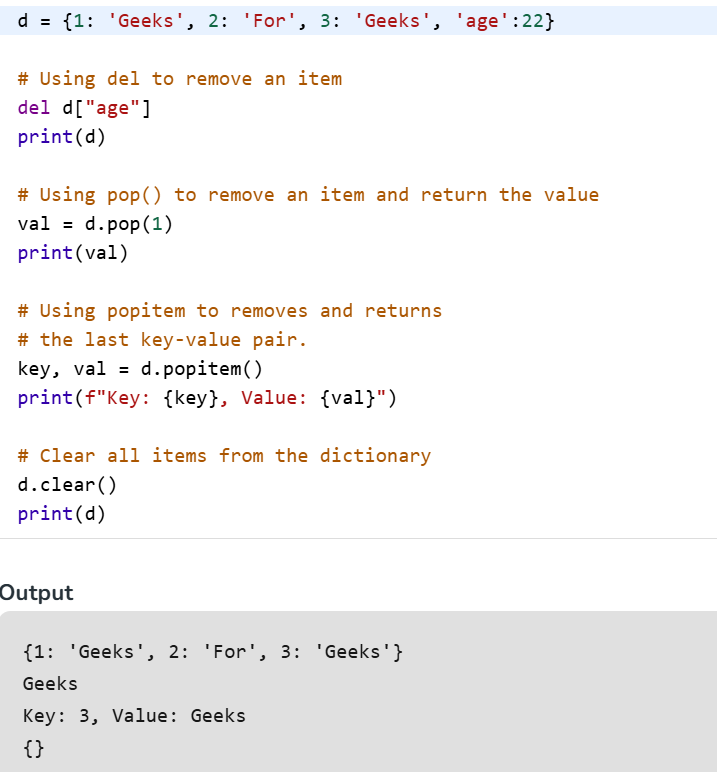 d = {1: 'Geeks', 2: 'For', 3: 'Geeks', 'age':22}
# Using del to remove an item
del d["age"]
print(d)
# Using pop() to remove an item and return the value
val = d.pop(1)
print(val)
# Using popitem to removes and returns
# the last key-value pair.
key, val = d.popitem()
print(f"Key: {key}, Value: {val}")
# Clear all items from the dictionary
d.clear()
print(d)
Output
{1: 'Geeks', 2: 'For', 3: 'Geeks'}
Geeks
Key: 3, Value: Geeks
{}